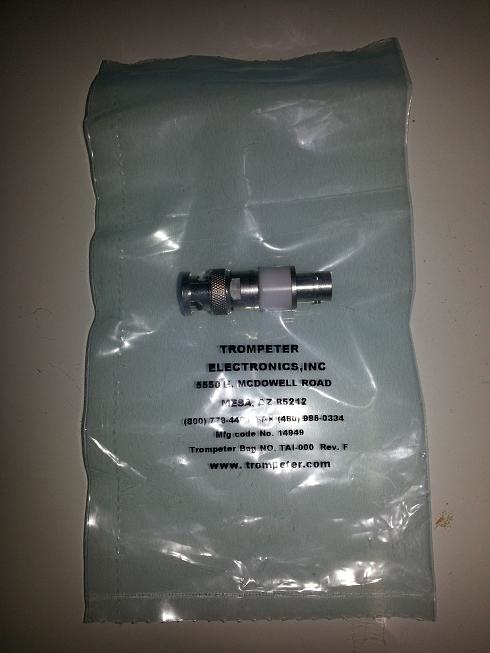 TROMPETER
ELECTRONICS,INC
5550 E. MCDOWELL ROAD
MESA, AZ 85212
(800) FAX (480) 985-0334
Mfg code No. 14949
Trompeter Bag NO. TAI-000 Rev. F
www.trompeter.com